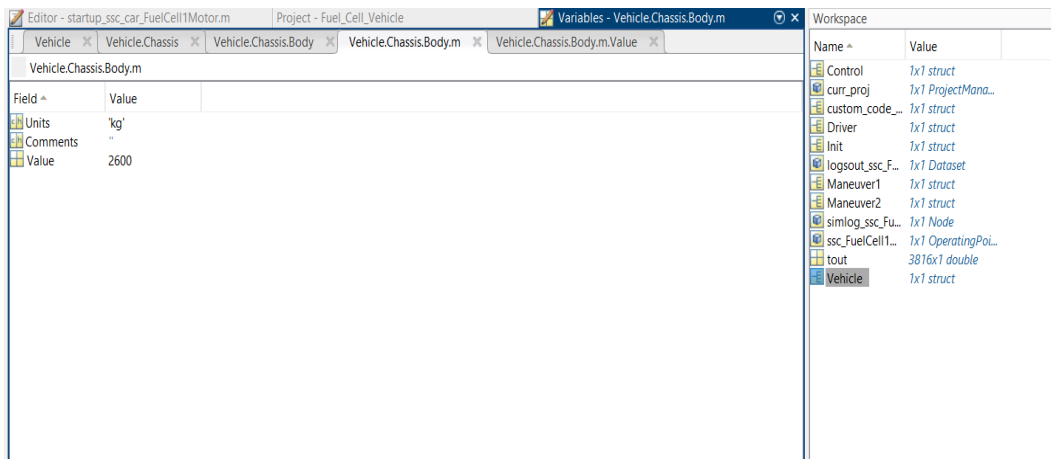 Editor - startup_ssc_car_FuelCell1Motor.m Project - Fuel_Cell_Vehicle Variables - Vehicle.Chassis.Body.m
Vehicle Vehicle.Chassis Vehicle.Chassis.Body Vehicle.Chassis.Body.m Vehicle.Chassis.Body.m.Value
Vehicle.Chassis.Body.m
Field Value
Units 'kg'
Comments ''
Value 2600
Workspace
Name Value
Control 1x1 struct
curr_proj 1x1 ProjectMana...
custom_code_... 1x1 struct
Driver 1x1 struct
Init 1x1 struct
logsout_ssc_F... 1x1 Dataset
Maneuver1 1x1 struct
Maneuver2 1x1 struct
simlog_ssc_Fu... 1x1 Node
ssc_FuelCell1... 1x1 OperatingPoi...
tout 3816x1 double
Vehicle 1x1 struct